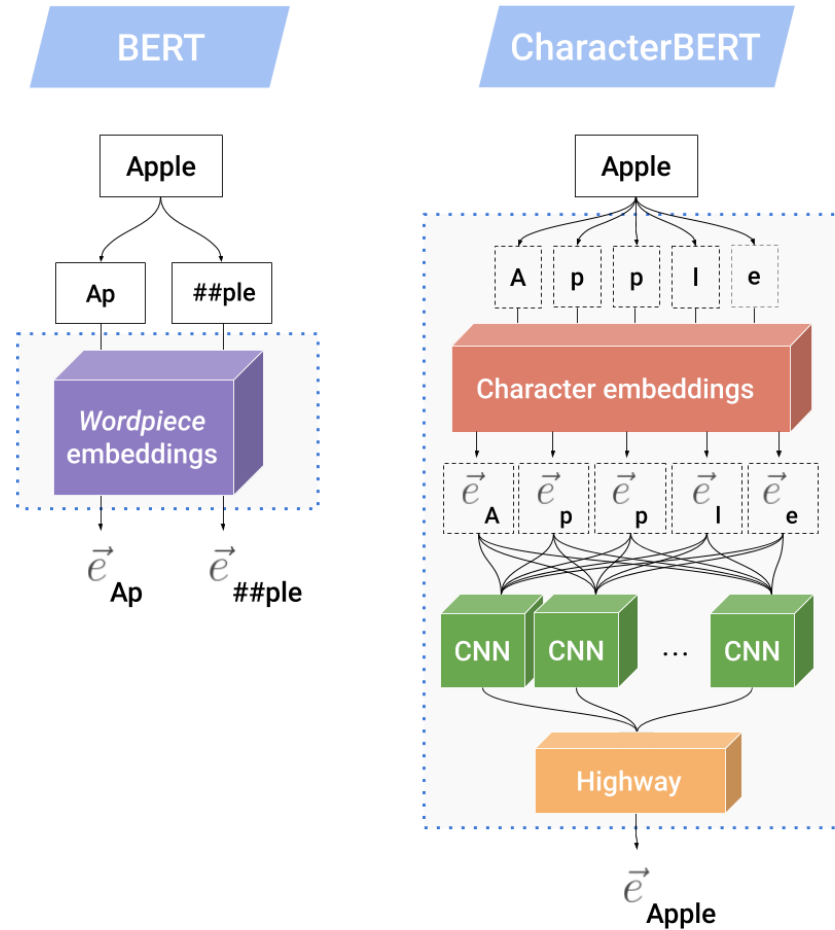 BERT
Apple
Ap
##ple
Wordpiece
embeddings
e⃗ Ap
e⃗ ##ple
CharacterBERT
Apple
A p p l e
Character embeddings
e⃗ A e⃗ p e⃗ p e⃗ l e⃗ e
CNN CNN ... CNN
Highway
e⃗ Apple